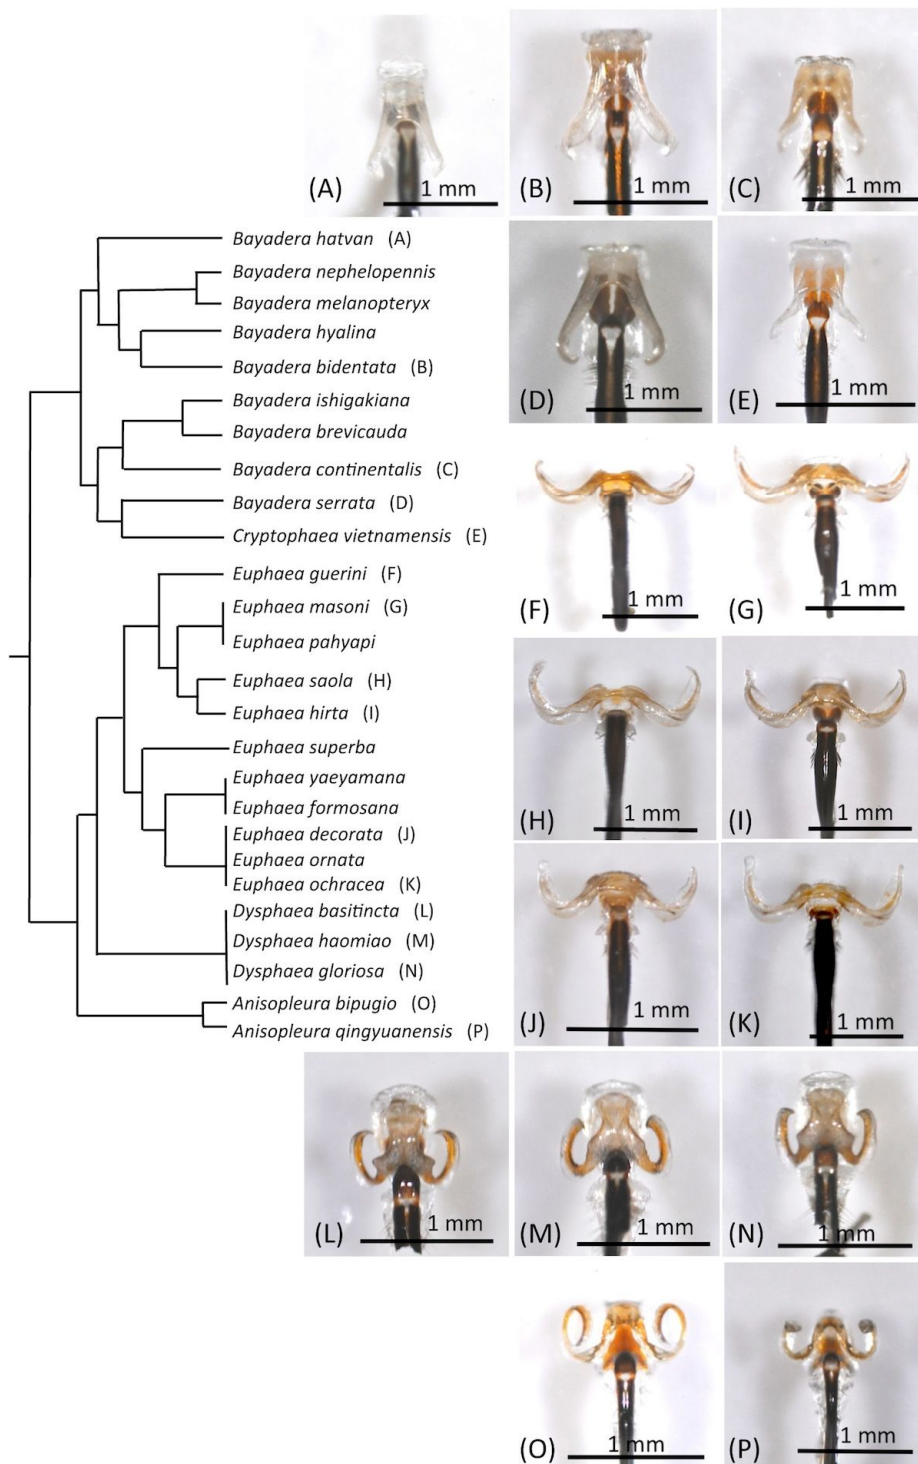 (A)
1 mm
(B)
1 mm
(C)
1 mm
Bayadera hatvan (A)
Bayadera nephelopennis
Bayadera melanopteryx
Bayadera hyalina
Bayadera bidentata (B)
Bayadera ishigakiana
Bayadera brevicauda
Bayadera continentalis (C)
Bayadera serrata (D)
Cryptophaea vietnamensis (E)
Euphaea guerini (F)
Euphaea masoni (G)
Euphaea pahyapi
Euphaea saola (H)
Euphaea hirta (I)
Euphaea superba
Euphaea yaeyamana
Euphaea formosana
Euphaea decorata (J)
Euphaea ornata
Euphaea ochracea (K)
Dysphaea basitincta (L)
Dysphaea haomiao (M)
Dysphaea gloriosa (N)
Anisopleura bipugio (O)
Anisopleura qingyuanensis (P)
(D)
1 mm
(E)
1 mm
(F)
1 mm
(G)
1 mm
(H)
1 mm
(I)
1 mm
(J)
1 mm
(K)
1 mm
(L)
1 mm
(M)
1 mm
(N)
1 mm
(O)
1 mm
(P)
1 mm